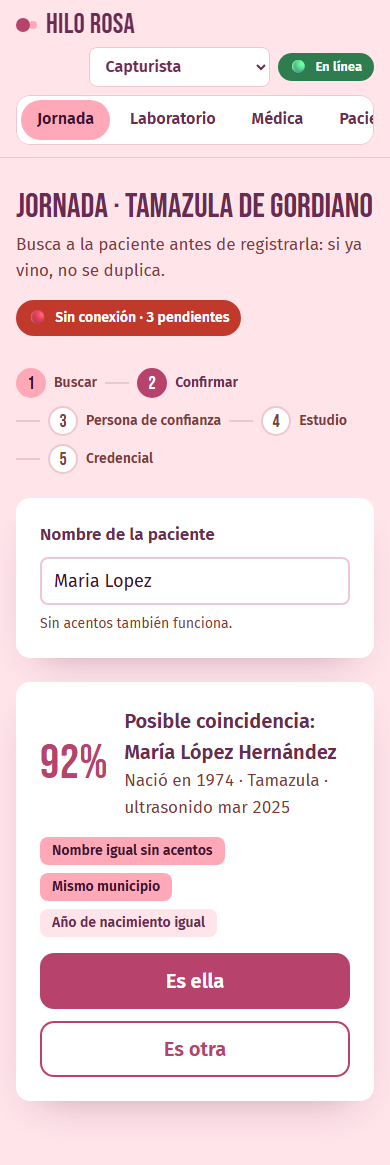 HILO ROSA
Capturista
En línea
Jornada Laboratorio Médica
JORNADA · TAMAZULA DE GORDIANO
Busca a la paciente antes de registrarla: si ya
vino, no se duplica.
Sin conexión · 3 pendientes
1 Buscar 2 Confirmar
3 Persona de confianza 4 Estudio
5 Credencial
Nombre de la paciente
Maria Lopez
Sin acentos también funciona.
92%
Posible coincidencia:
María López Hernández
Nació en 1974 · Tamazula ·
ultrasonido mar 2025
Nombre igual sin acentos
Mismo municipio
Año de nacimiento igual
Es ella
Es otra